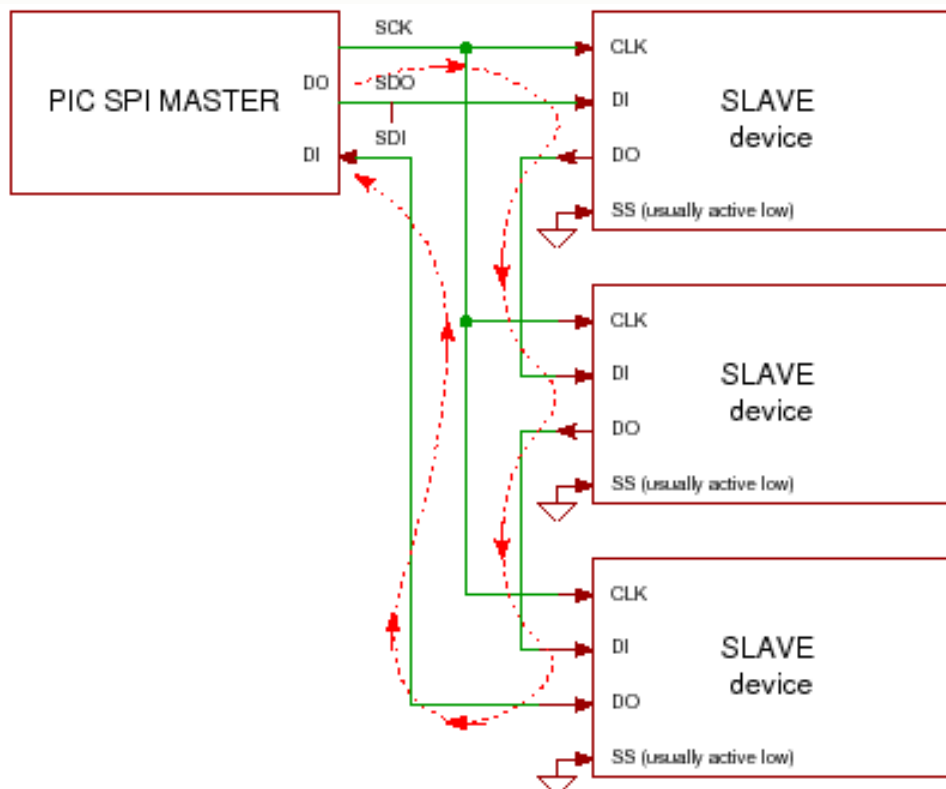 SCK
DO
SDO
PIC SPI MASTER
SDI
DI
CLK
DI
SLAVE
device
DO
SS (usually active low)
CLK
DI
SLAVE
device
DO
SS (usually active low)
CLK
DI
SLAVE
device
DO
SS (usually active low)